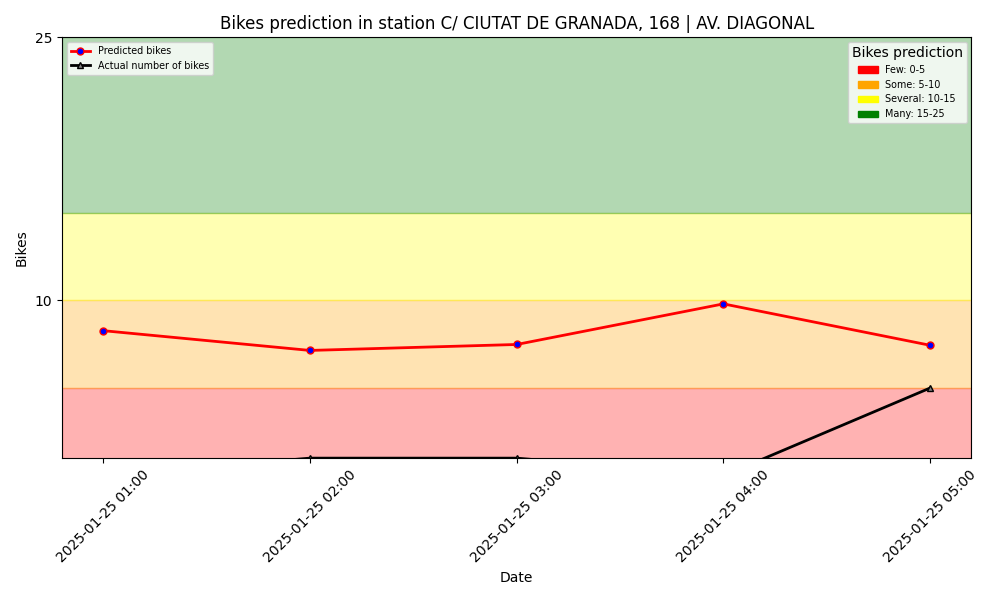 Bikes prediction in station C/ CIUTAT DE GRANADA, 168 | AV. DIAGONAL
25
10
Bikes
Predicted bikes
Actual number of bikes
Bikes prediction
Few: 0-5
Some: 5-10
Several: 10-15
Many: 15-25
2025-01-25 01:00
2025-01-25 02:00
2025-01-25 03:00
2025-01-25 04:00
2025-01-25 05:00
Date